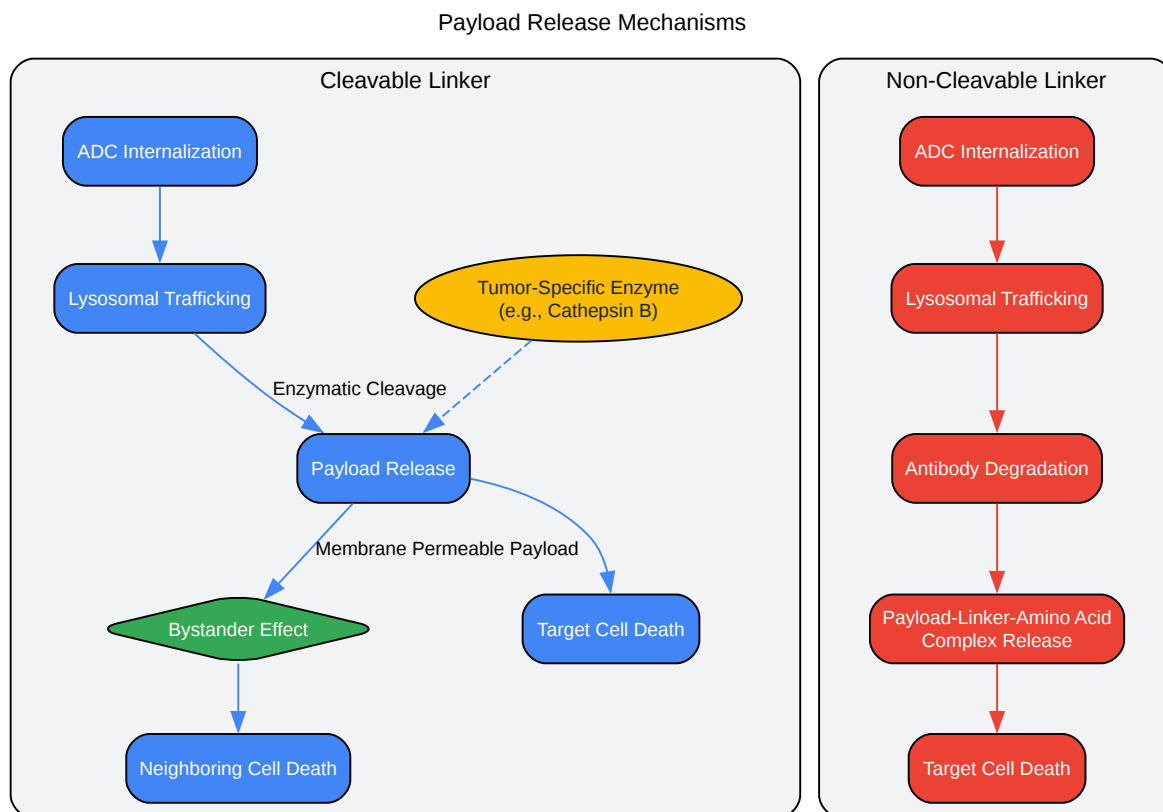 Payload Release Mechanisms
Cleavable Linker
ADC Internalization
Lysosomal Trafficking
Tumor-Specific Enzyme
(e.g., Cathepsin B)
Enzymatic Cleavage
Payload Release
Membrane Permeable Payload
Bystander Effect
Target Cell Death
Neighboring Cell Death
Non-Cleavable Linker
ADC Internalization
Lysosomal Trafficking
Antibody Degradation
Payload-Linker-Amino Acid
Complex Release
Target Cell Death